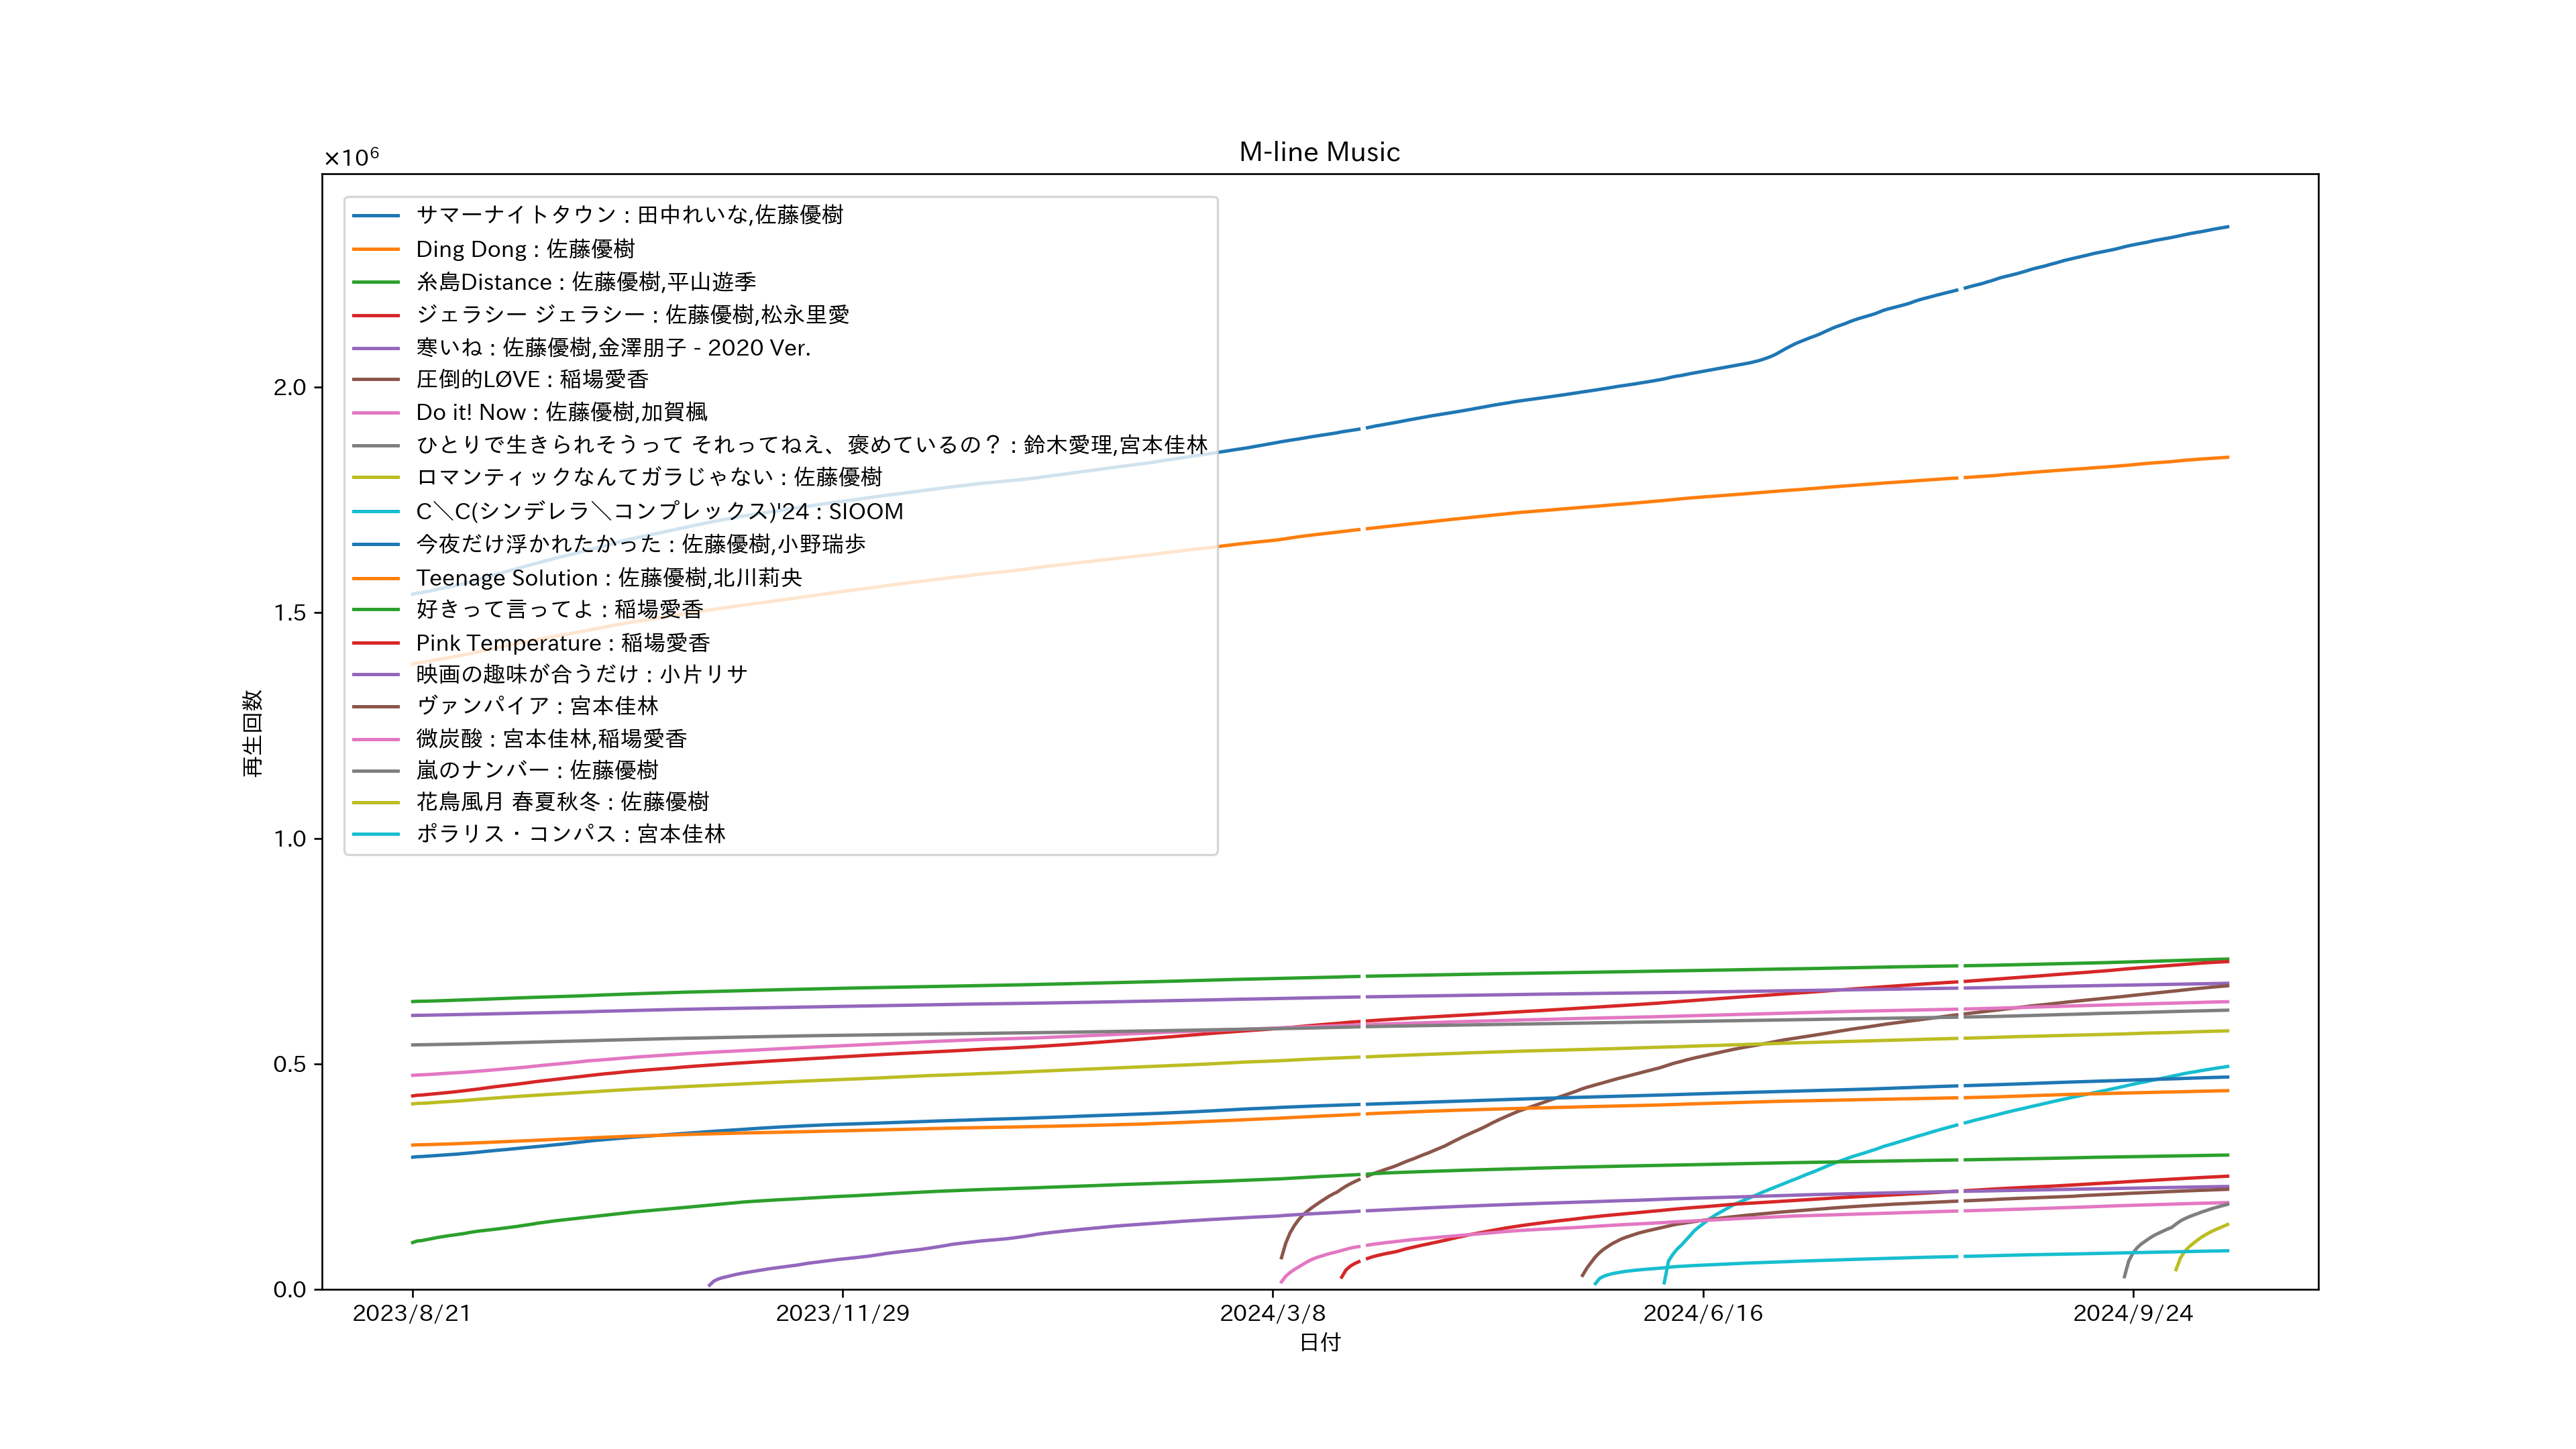 M-line Music
×10⁶
サマーナイトタウン : 田中れいな,佐藤優樹
Ding Dong : 佐藤優樹
糸島Distance : 佐藤優樹,平山遊季
ジェラシー ジェラシー : 佐藤優樹,松永里愛
寒いね : 佐藤優樹,金澤朋子 - 2020 Ver.
圧倒的LØVE : 稲場愛香
Do it! Now : 佐藤優樹,加賀楓
ひとりで生きられそうって それってねえ、褒めているの？ : 鈴木愛理,宮本佳林
ロマンティックなんてガラじゃない : 佐藤優樹
C＼C(シンデレラ＼コンプレックス)'24 : SIOOM
今夜だけ浮かれたかった : 佐藤優樹,小野瑞歩
Teenage Solution : 佐藤優樹,北川莉央
好きって言ってよ : 稲場愛香
Pink Temperature : 稲場愛香
映画の趣味が合うだけ : 小片リサ
ヴァンパイア : 宮本佳林
微炭酸 : 宮本佳林,稲場愛香
嵐のナンバー : 佐藤優樹
花鳥風月 春夏秋冬 : 佐藤優樹
ポラリス・コンパス : 宮本佳林
2.0
1.5
1.0
0.5
0.0
再生回数
2023/8/21
2023/11/29
2024/3/8
2024/6/16
2024/9/24
日付